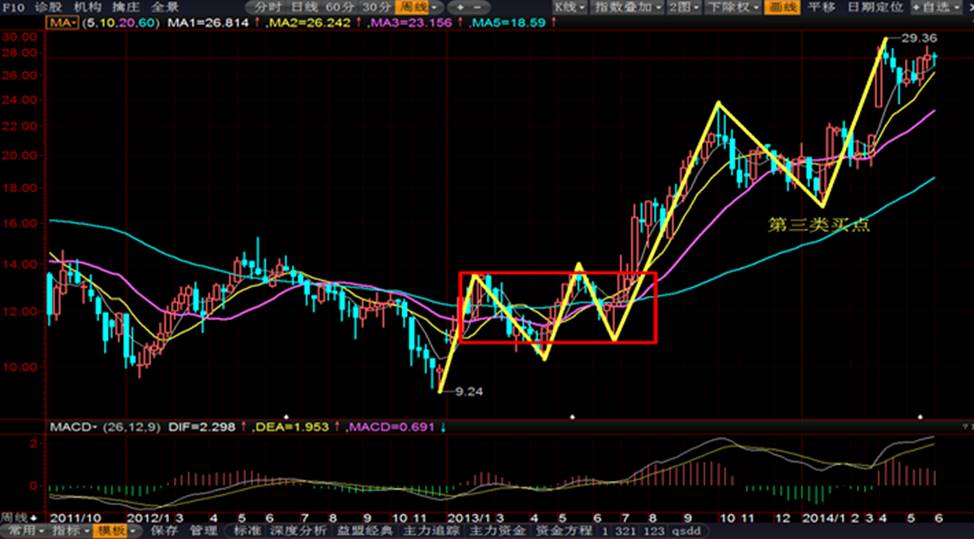 F10 诊股 机构 擒庄 全景 分时 日线 60分 30分 周线 K线 指数叠加 2图 下除权 画线 平移 日期定位 +自选
MA (5,10,20,60) MA1=26.814 ↑ ,MA2=26.242 ↑ ,MA3=23.156 ↑ ,MA5=18.59 ↑
30.00
29.36
28.00
26.00
24.00
22.00
20.00
18.00
16.00
第三类买点
14.00
12.00
10.00
9.24
MACD (26,12,9) DIF=2.298 ↑ ,DEA=1.953 ↑ ,MACD=0.691 ↓
2
0
周线 2011/10 2012/1 3 4 5 6 7 8 9 10 11 2013/1 3 4 5 6 7 8 9 10 11 12 2014/1 2 3 4 5 6
常用 指标 模板 保存 管理 标准 深度分析 益盟经典 主力追踪 主力资金 资金方程 1 321 123 qsdd